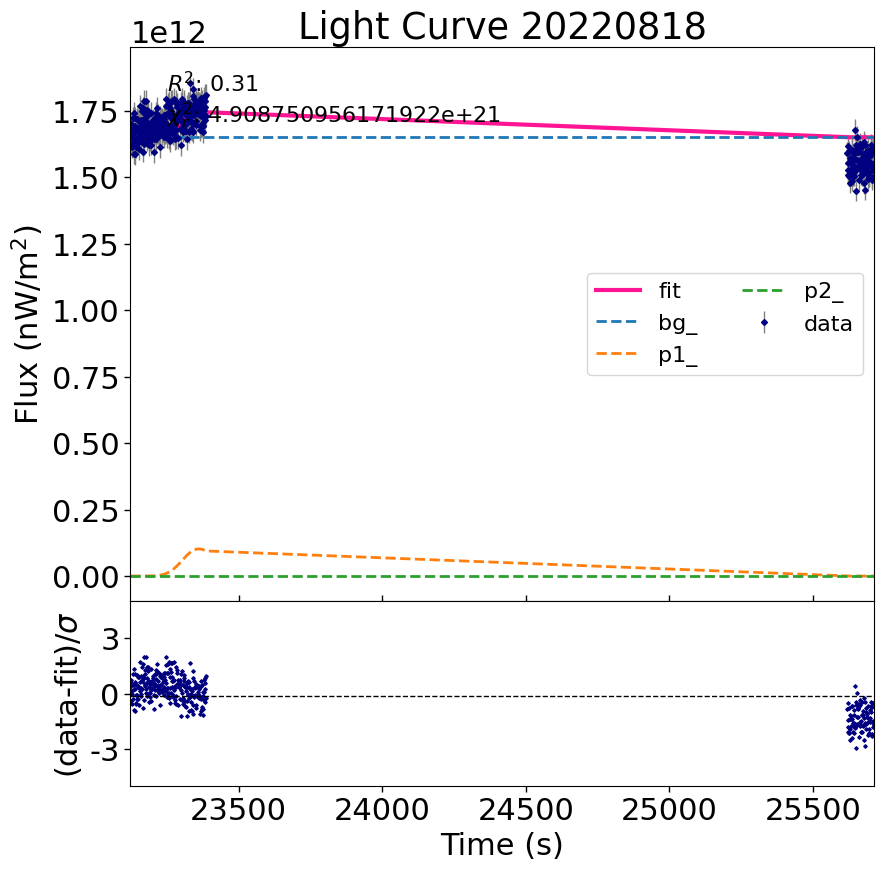 Light Curve 20220818
1e12
R²: 0.31
4.908750956171922e+21
1.75
1.50
1.25
1.00
0.75
0.50
0.25
0.00
Flux (nW/m²)
fit
bg_
p1_
p2_
data
3
0
-3
(data-fit)/σ
23500
24000
24500
25000
25500
Time (s)